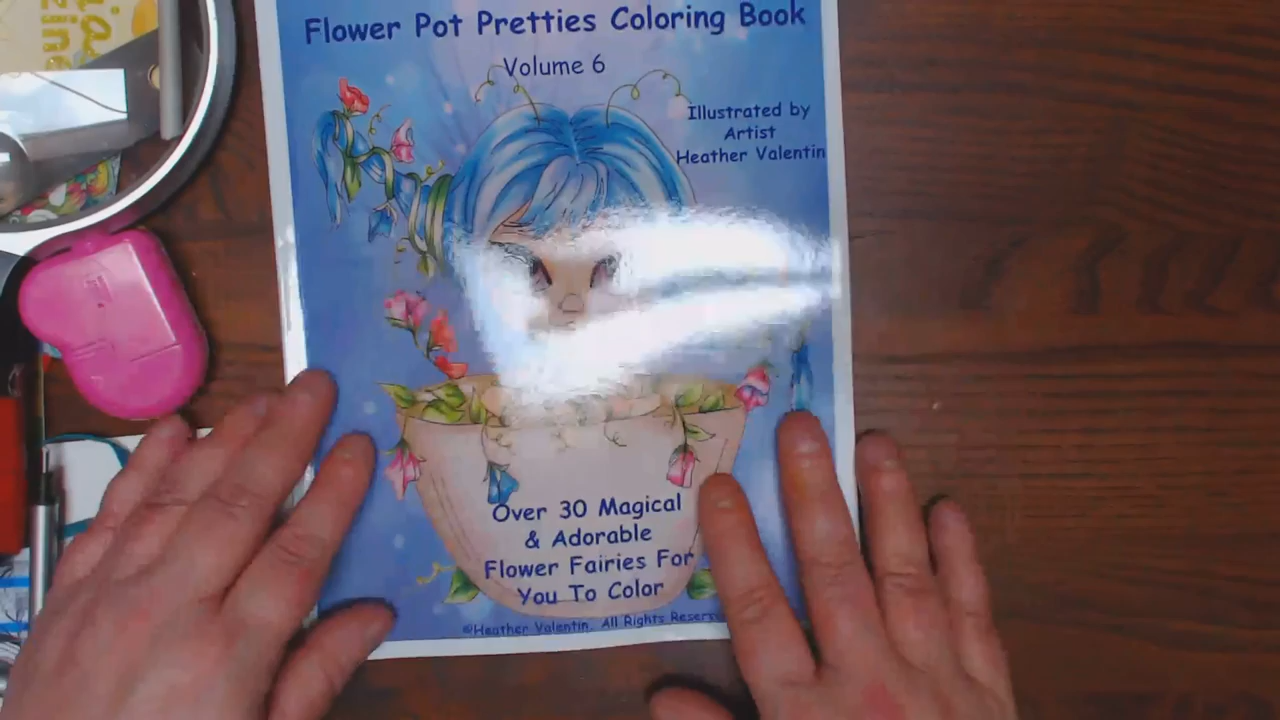 Flower Pot Pretties Coloring Book
Volume 6
Illustrated by
Artist
Heather Valentin
Over 30 Magical
& Adorable
Flower Fairies For
You To Color
©Heather Valentin. All Rights
zine